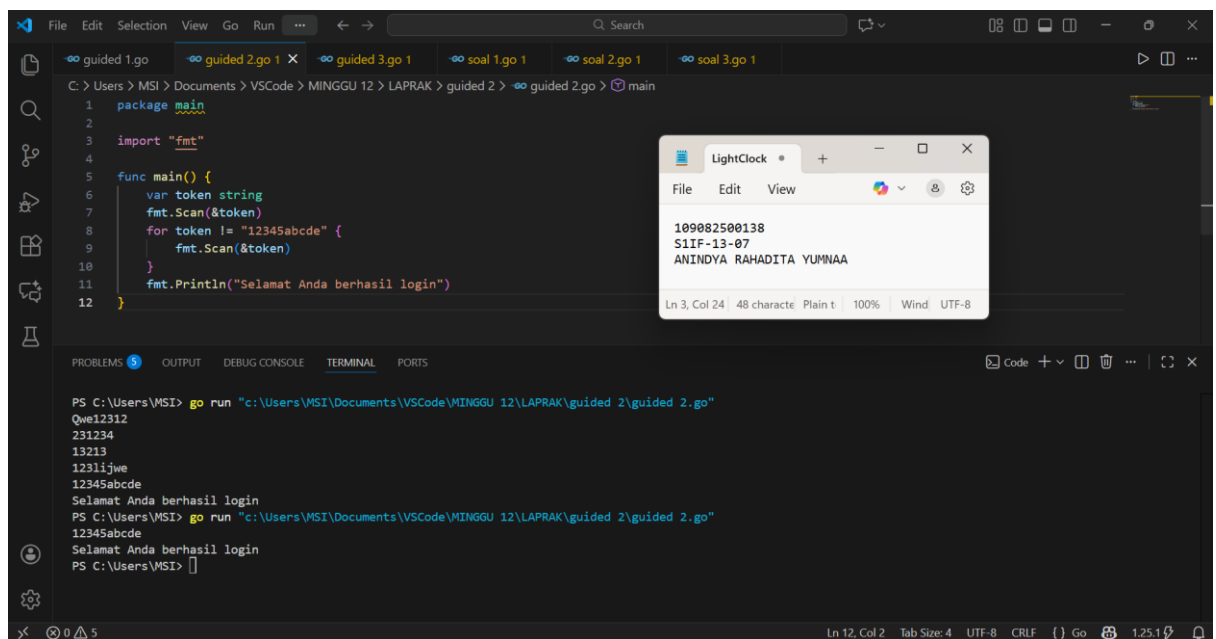 File Edit Selection View Go Run ... Search
guided 1.go guided 2.go 1 guided 3.go 1 soal 1.go 1 soal 2.go 1 soal 3.go 1
C: > Users > MSI > Documents > VSCode > MINGGU 12 > LAPRAK > guided 2 > guided 2.go > main
1 package main
2
3 import "fmt"
4
5 func main() {
6 var token string
7 fmt.Scan(&token)
8 for token != "12345abcde" {
9 fmt.Scan(&token)
10 }
11 fmt.Println("Selamat Anda berhasil login")
12 }
LightClock
File Edit View
109082500138
S1IF-13-07
ANINDYA RAHADITA YUMNAA
Ln 3, Col 24 48 characte Plain t 100% Wind UTF-8
PROBLEMS 5 OUTPUT DEBUG CONSOLE TERMINAL PORTS Code
PS C:\Users\MSI> go run "c:\Users\MSI\Documents\VSCode\MINGGU 12\LAPRAK\guided 2\guided 2.go"
Qwe12312
231234
13213
123lijwe
12345abcde
Selamat Anda berhasil login
PS C:\Users\MSI> go run "c:\Users\MSI\Documents\VSCode\MINGGU 12\LAPRAK\guided 2\guided 2.go"
12345abcde
Selamat Anda berhasil login
PS C:\Users\MSI>
0 5 Ln 12, Col 2 Tab Size: 4 UTF-8 CRLF {} Go 1.25.1